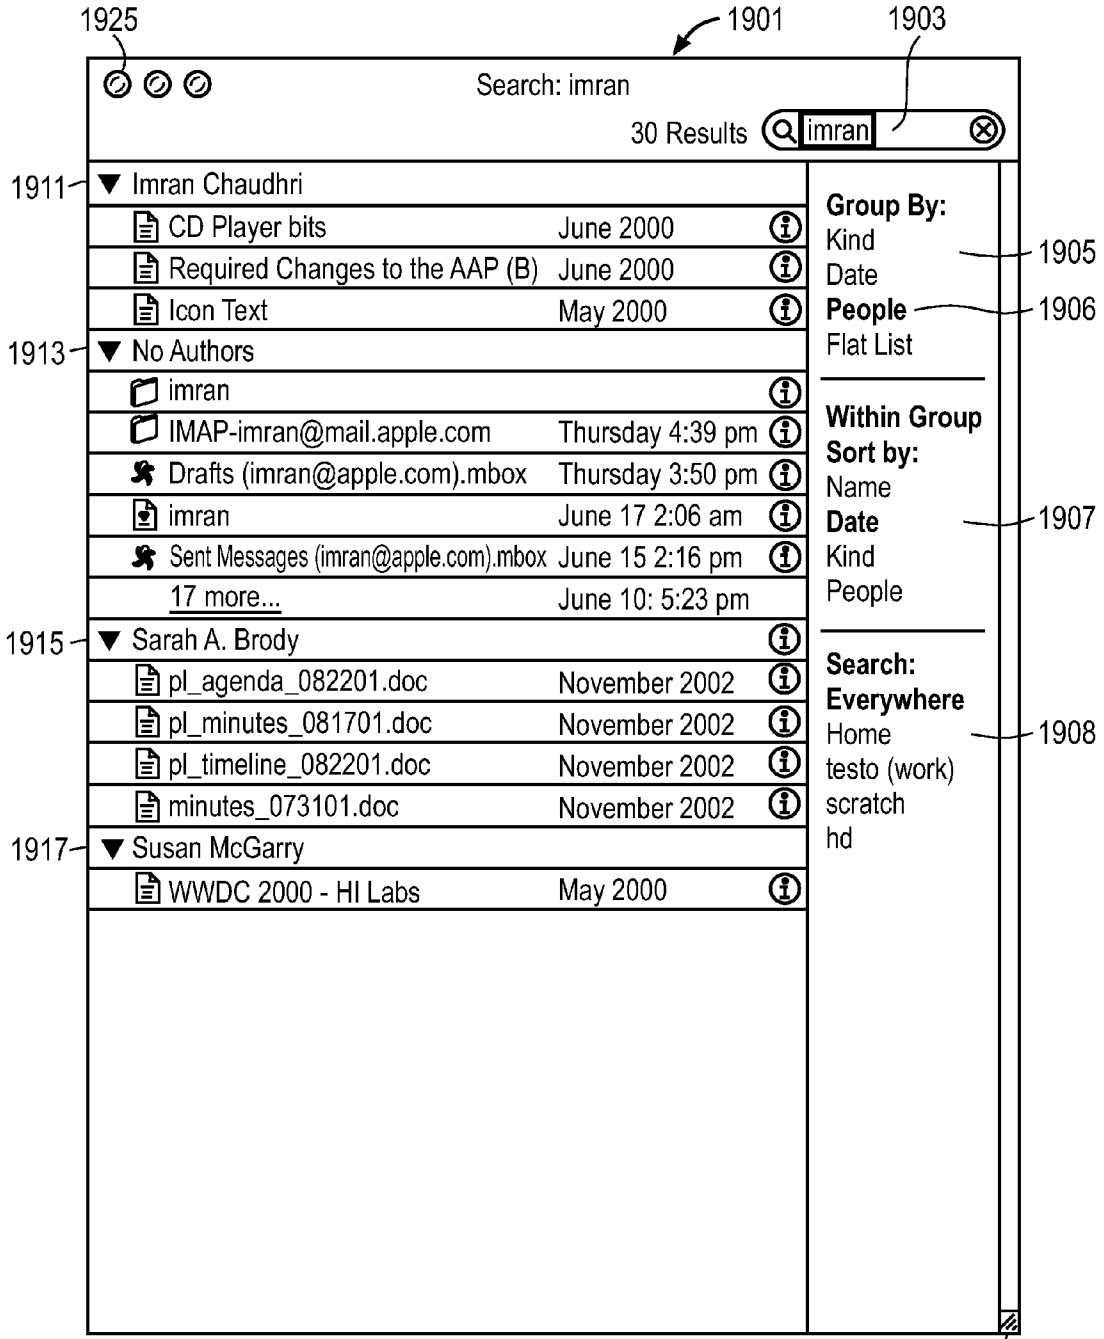 1925
1901
1903
Search: imran
30 Results
imran
1911
Imran Chaudhri
CD Player bits June 2000
Required Changes to the AAP (B) June 2000
Icon Text May 2000
1913
No Authors
imran
IMAP-imran@mail.apple.com Thursday 4:39 pm
Drafts (imran@apple.com).mbox Thursday 3:50 pm
imran June 17 2:06 am
Sent Messages (imran@apple.com).mbox June 15 2:16 pm
17 more... June 10: 5:23 pm
1915
Sarah A. Brody
pl_agenda_082201.doc November 2002
pl_minutes_081701.doc November 2002
pl_timeline_082201.doc November 2002
minutes_073101.doc November 2002
1917
Susan McGarry
WWDC 2000 - HI Labs May 2000
Group By:
Kind
Date
People
Flat List
1905
1906
Within Group
Sort by:
Name
Date
Kind
People
1907
Search:
Everywhere
Home
testo (work)
scratch
hd
1908